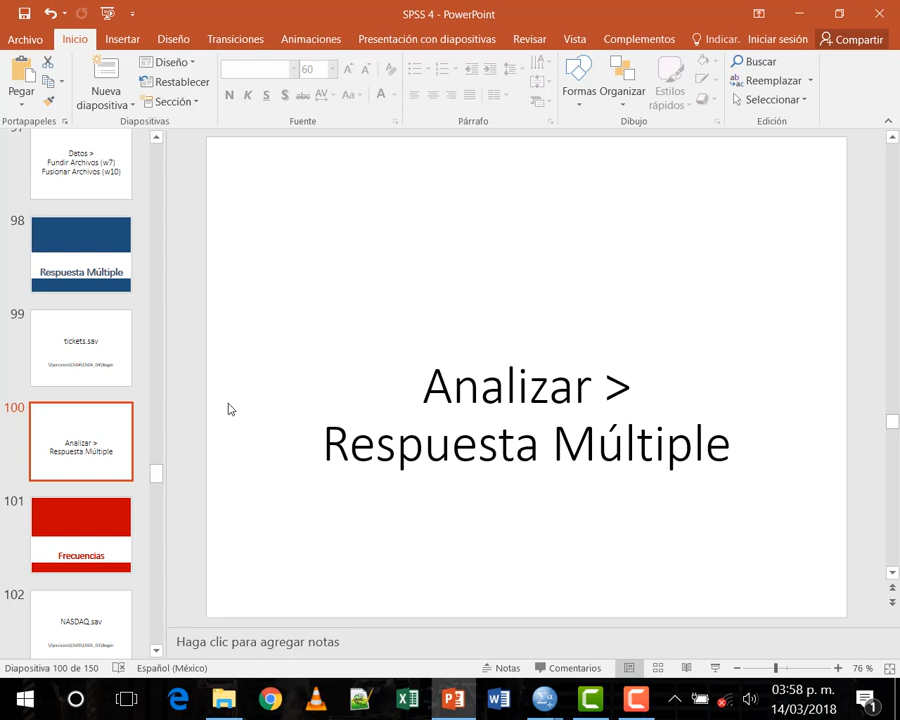 SPSS 4 - PowerPoint
Archivo Inicio Insertar Diseño Transiciones Animaciones Presentación con diapositivas Revisar Vista Complementos Indicar. Iniciar sesión Compartir
Pegar
Nueva
diapositiva
Diseño
Restablecer
Sección
60
N K S S abc AV Aa A
Formas Organizar Estilos
rápidos
Buscar
Reemplazar
Seleccionar
Portapapeles Diapositivas Fuente Párrafo Dibujo Edición
97
Datos >
Fundir Archivos (w7)
Fusionar Archivos (w10)
98
Respuesta Múltiple
99
tickets.sav
100
Analizar >
Respuesta Múltiple
101
Frecuencias
102
NASDAQ.sav
Analizar >
Respuesta Múltiple
Haga clic para agregar notas
Diapositiva 100 de 150 Español (México) Notas Comentarios 76 %
03:58 p. m.
14/03/2018
1